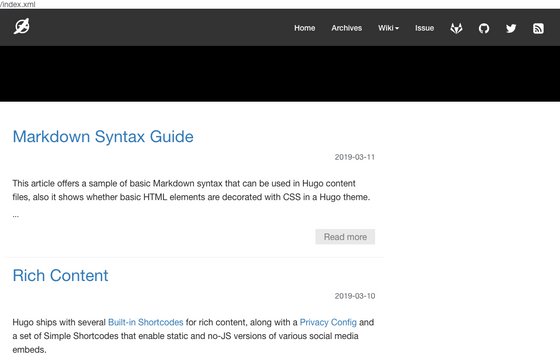 /index.xml
Home Archives Wiki Issue
Markdown Syntax Guide
2019-03-11
This article offers a sample of basic Markdown syntax that can be used in Hugo content
files, also it shows whether basic HTML elements are decorated with CSS in a Hugo theme.
...
Read more
Rich Content
2019-03-10
Hugo ships with several Built-in Shortcodes for rich content, along with a Privacy Config and
a set of Simple Shortcodes that enable static and no-JS versions of various social media
embeds.